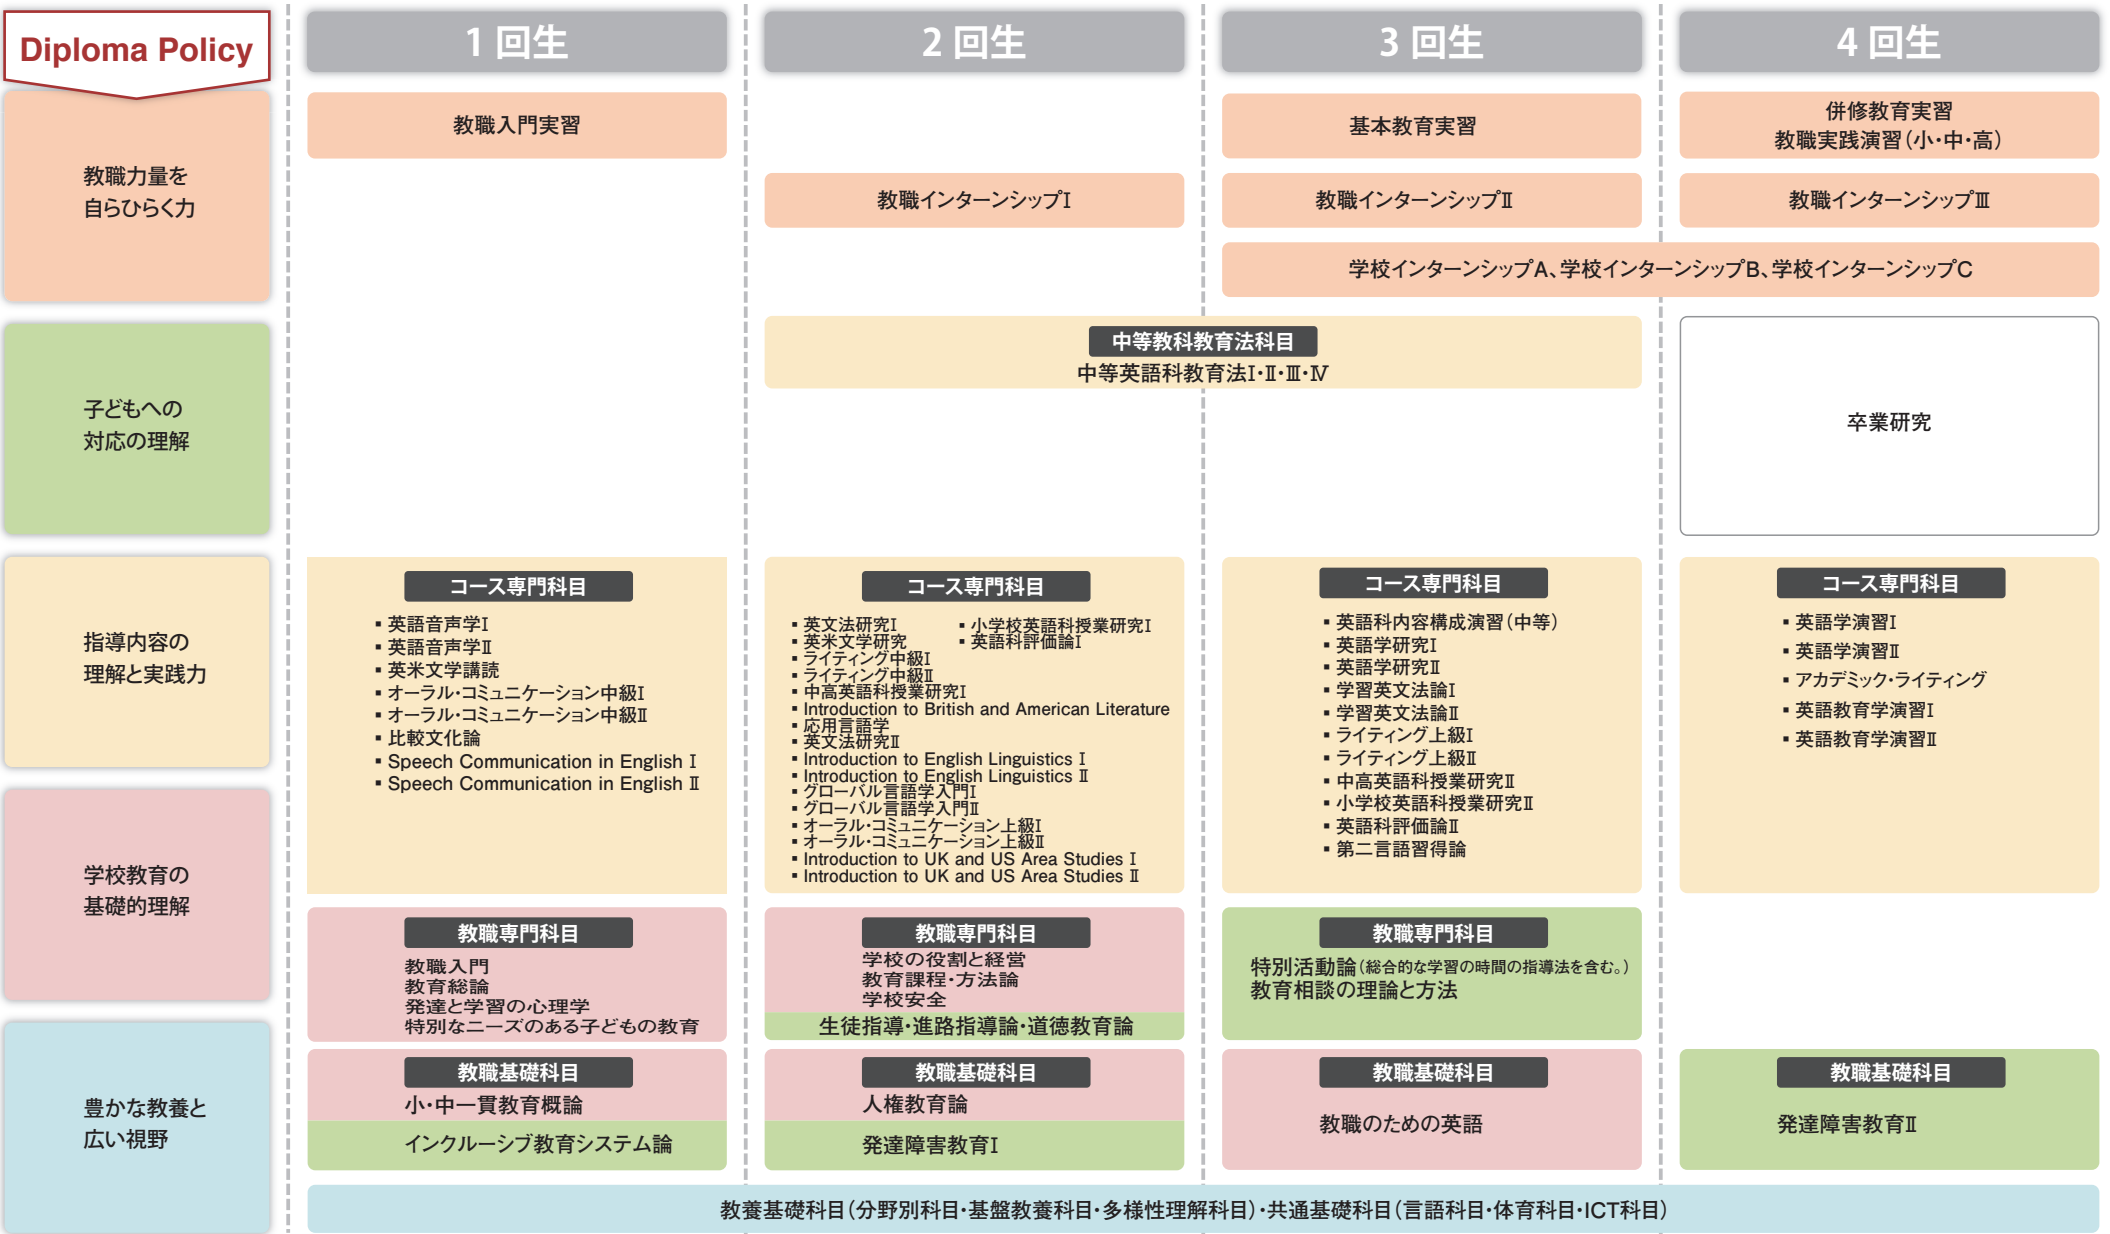 Diploma Policy
1 回生
2 回生
3 回生
4 回生
教職力量を
自らひらく力
教職入門実習
基本教育実習
併修教育実習
教職実践演習(小・中・高)
教職インターンシップⅠ
教職インターンシップⅡ
教職インターンシップⅢ
学校インターンシップA、学校インターンシップB、学校インターンシップC
子どもへの
対応の理解
中等教科教育法科目
中等英語科教育法Ⅰ・Ⅱ・Ⅲ・Ⅳ
卒業研究
指導内容の
理解と実践力
コース専門科目
▪ 英語音声学Ⅰ
▪ 英語音声学Ⅱ
▪ 英米文学講読
▪ オーラル・コミュニケーション中級Ⅰ
▪ オーラル・コミュニケーション中級Ⅱ
▪ 比較文化論
▪ Speech Communication in English Ⅰ
▪ Speech Communication in English Ⅱ
コース専門科目
▪ 英文法研究Ⅰ
▪ 小学校英語科授業研究Ⅰ
▪ 英米文学研究
▪ 英語科評価論Ⅰ
▪ ライティング中級Ⅰ
▪ ライティング中級Ⅱ
▪ 中高英語科授業研究Ⅰ
▪ Introduction to British and American Literature
▪ 応用言語学
▪ 英文法研究Ⅱ
▪ Introduction to English Linguistics Ⅰ
▪ Introduction to English Linguistics Ⅱ
▪ グローバル言語学入門Ⅰ
▪ グローバル言語学入門Ⅱ
▪ オーラル・コミュニケーション上級Ⅰ
▪ オーラル・コミュニケーション上級Ⅱ
▪ Introduction to UK and US Area Studies Ⅰ
▪ Introduction to UK and US Area Studies Ⅱ
コース専門科目
▪ 英語科内容構成演習(中等)
▪ 英語学研究Ⅰ
▪ 英語学研究Ⅱ
▪ 学習英文法論Ⅰ
▪ 学習英文法論Ⅱ
▪ ライティング上級Ⅰ
▪ ライティング上級Ⅱ
▪ 中高英語科授業研究Ⅱ
▪ 小学校英語科授業研究Ⅱ
▪ 英語科評価論Ⅱ
▪ 第二言語習得論
コース専門科目
▪ 英語学演習Ⅰ
▪ 英語学演習Ⅱ
▪ アカデミック・ライティング
▪ 英語教育学演習Ⅰ
▪ 英語教育学演習Ⅱ
学校教育の
基礎的理解
教職専門科目
教職入門
教育総論
発達と学習の心理学
特別なニーズのある子どもの教育
教職専門科目
学校の役割と経営
教育課程・方法論
学校安全
生徒指導・進路指導論・道徳教育論
教職専門科目
特別活動論(総合的な学習の時間の指導法を含む。)
教育相談の理論と方法
豊かな教養と
広い視野
教職基礎科目
小・中一貫教育概論
インクルーシブ教育システム論
教職基礎科目
人権教育論
発達障害教育Ⅰ
教職基礎科目
教職のための英語
教職基礎科目
発達障害教育Ⅱ
教養基礎科目(分野別科目・基盤教養科目・多様性理解科目)・共通基礎科目(言語科目・体育科目・ICT科目)